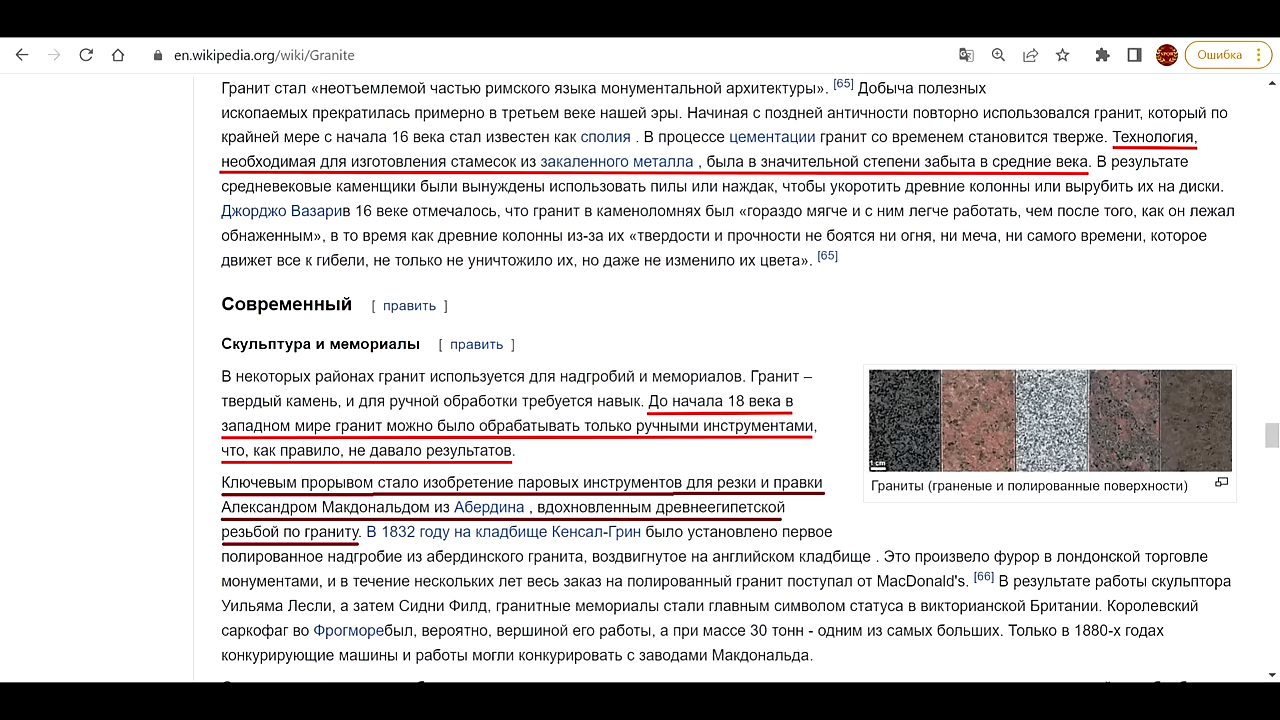 en.wikipedia.org/wiki/Granite
Ошибка
Гранит стал «неотъемлемой частью римского языка монументальной архитектуры». [65] Добыча полезных
ископаемых прекратилась примерно в третьем веке нашей эры. Начиная с поздней античности повторно использовался гранит, который по
крайней мере с начала 16 века стал известен как сполия . В процессе цементации гранит со временем становится тверже. Технология,
необходимая для изготовления стамесок из закаленного металла , была в значительной степени забыта в средние века. В результате
средневековые каменщики были вынуждены использовать пилы или наждак, чтобы укоротить древние колонны или вырубить их на диски.
Джорджо Вазарив 16 веке отмечалось, что гранит в каменоломнях был «гораздо мягче и с ним легче работать, чем после того, как он лежал
обнаженным», в то время как древние колонны из-за их «твердости и прочности не боятся ни огня, ни меча, ни самого времени, которое
движет все к гибели, не только не уничтожило их, но даже не изменило их цвета». [65]
Современный [ править ]
Скульптура и мемориалы [ править ]
В некоторых районах гранит используется для надгробий и мемориалов. Гранит –
твердый камень, и для ручной обработки требуется навык. До начала 18 века в
западном мире гранит можно было обрабатывать только ручными инструментами,
что, как правило, не давало результатов.
Ключевым прорывом стало изобретение паровых инструментов для резки и правки
Александром Макдональдом из Абердина , вдохновленным древнеегипетской
резьбой по граниту. В 1832 году на кладбище Кенсал-Грин было установлено первое
полированное надгробие из абердинского гранита, воздвигнутое на английском кладбище . Это произвело фурор в лондонской торговле
монументами, и в течение нескольких лет весь заказ на полированный гранит поступал от MacDonald's. [66] В результате работы скульптора
Уильяма Лесли, а затем Сидни Филд, гранитные мемориалы стали главным символом статуса в викторианской Британии. Королевский
саркофаг во Фрогморебыл, вероятно, вершиной его работы, а при массе 30 тонн - одним из самых больших. Только в 1880-х годах
конкурирующие машины и работы могли конкурировать с заводами Макдональда.
1 cm
Граниты (граненые и полированные поверхности)